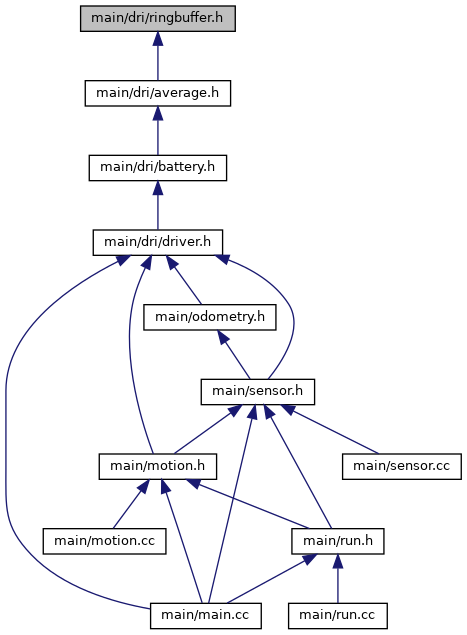 main/dri/ringbuffer.h
main/dri/average.h
main/dri/battery.h
main/dri/driver.h
main/odometry.h
main/sensor.h
main/motion.h
main/sensor.cc
main/motion.cc
main/run.h
main/main.cc
main/run.cc